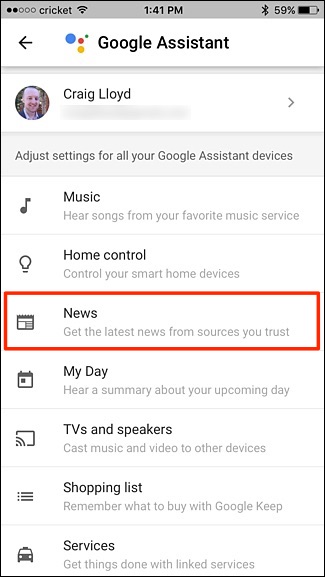 cricket 1:41 PM 59%
Google Assistant
Craig Lloyd
Adjust settings for all your Google Assistant devices
Music
Hear songs from your favorite music service
Home control
Control your smart home devices
News
Get the latest news from sources you trust
My Day
Hear a summary about your upcoming day
TVs and speakers
Cast music and video to other devices
Shopping list
Remember what to buy with Google Keep
Services
Get things done with linked services